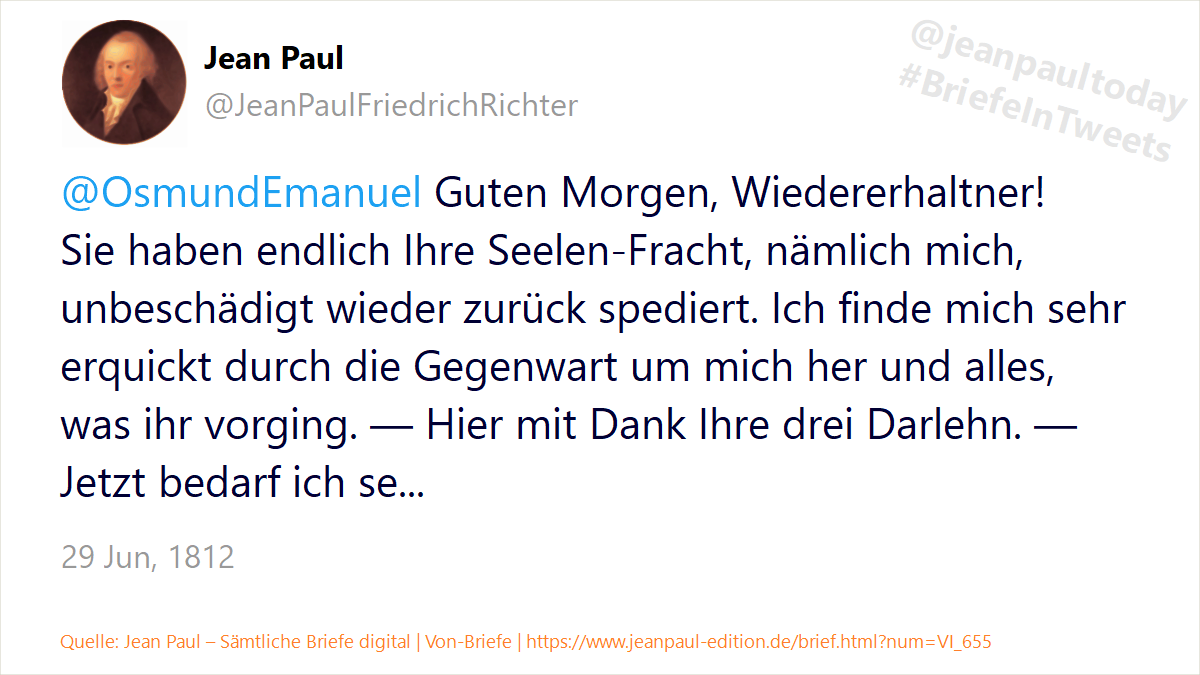 Jean Paul
@JeanPaulFriedrichRichter
@jeanpaultoday
#BriefeInTweets
@OsmundEmanuel Guten Morgen, Wiedererhaltner!
Sie haben endlich Ihre Seelen-Fracht, nämlich mich,
unbeschädigt wieder zurück spediert. Ich finde mich sehr
erquickt durch die Gegenwart um mich her und alles,
was ihr vorging. — Hier mit Dank Ihre drei Darlehn. —
Jetzt bedarf ich se...
29 Jun, 1812
Quelle: Jean Paul – Sämtliche Briefe digital | Von-Briefe | https://www.jeanpaul-edition.de/brief.html?num=VI_655